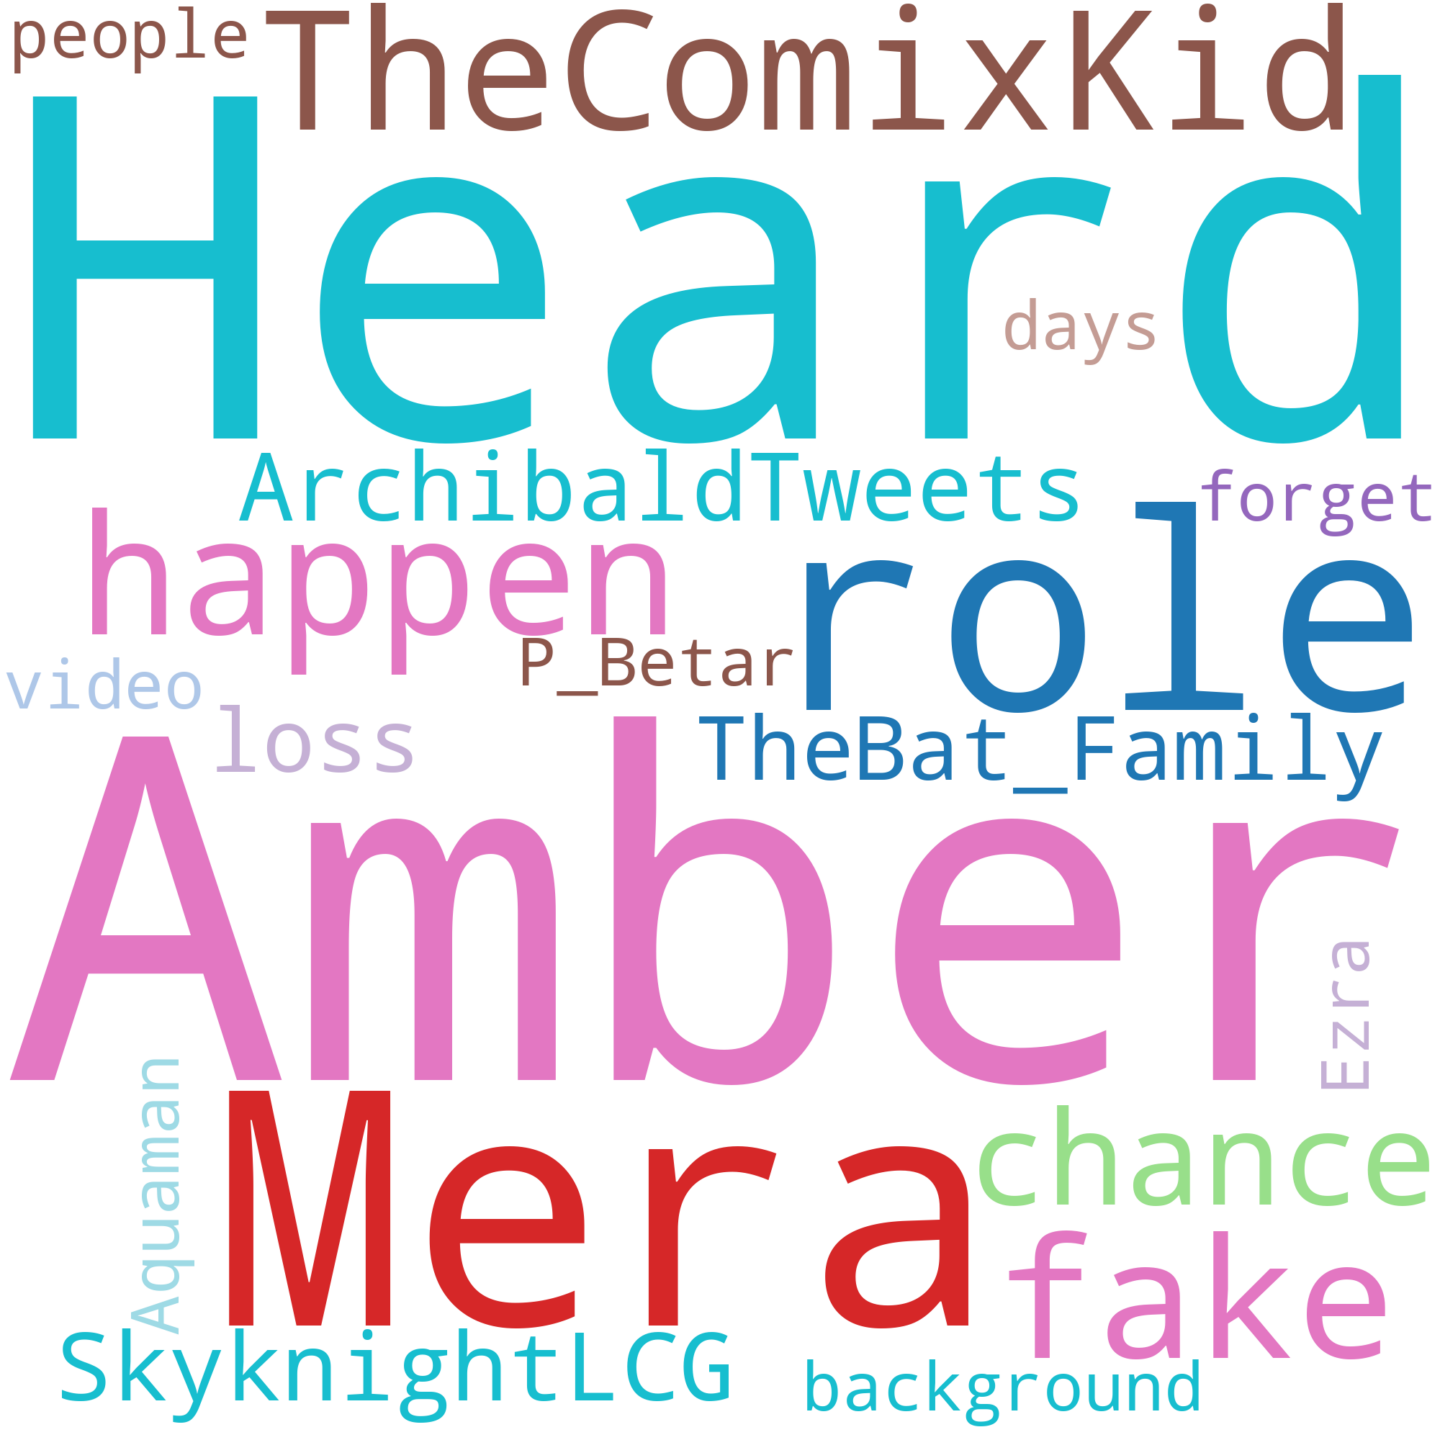 people
TheComixKid
Heard
days
ArchibaldTweets
forget
happen
role
P_Betar
video
loss
TheBat_Family
Amber
Ezra
Aquaman
Mera
chance
fake
SkyknightLCG
background